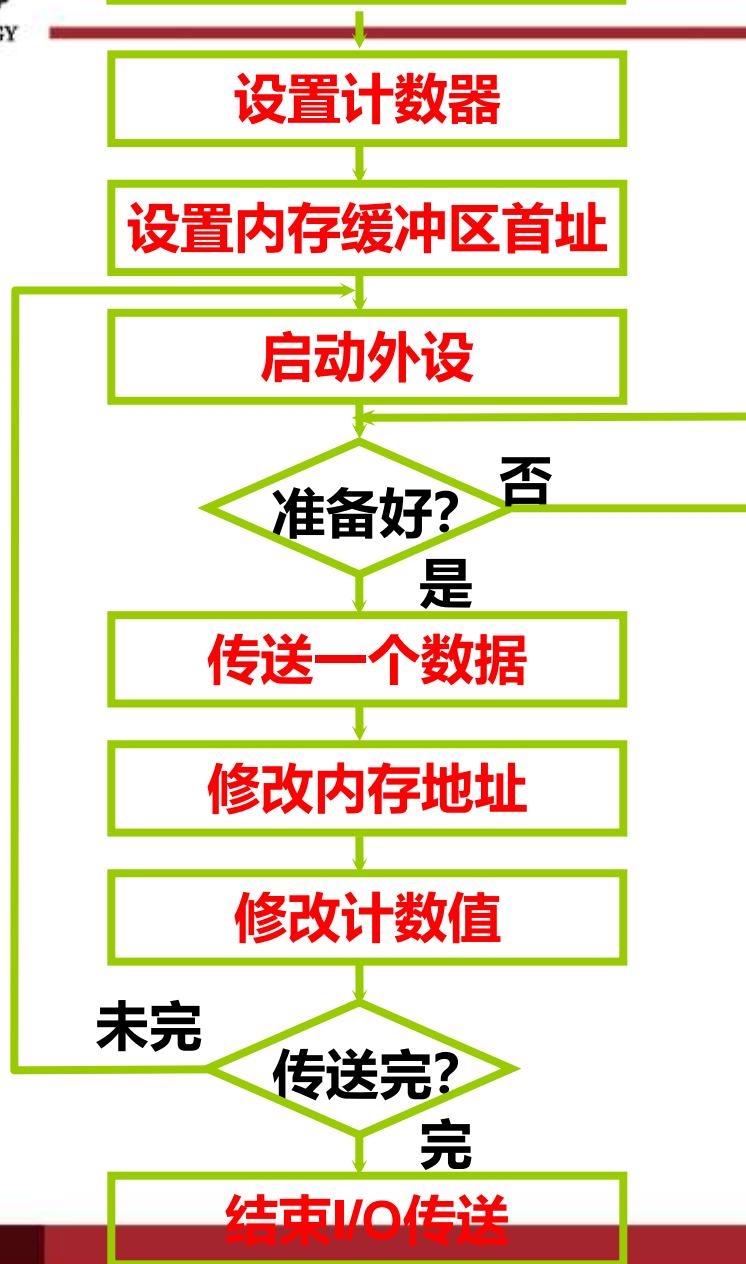 GY
设置计数器
设置内存缓冲区首址
启动外设
准备好?
否
是
传送一个数据
修改内存地址
修改计数值
未完
传送完?
完
结束I/O传送